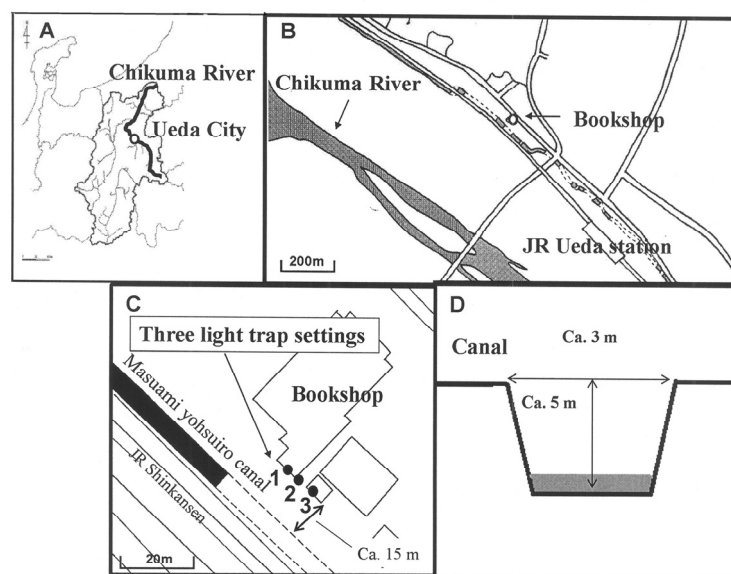 A
Chikuma River
Ueda City
B
Chikuma River
Bookshop
JR Ueda station
200m
C
Three light trap settings
Bookshop
Masuami yohsuiro canal
JR Shinkansen
1
2
3
20m
Ca. 15 m
D
Canal
Ca. 3 m
Ca. 5 m